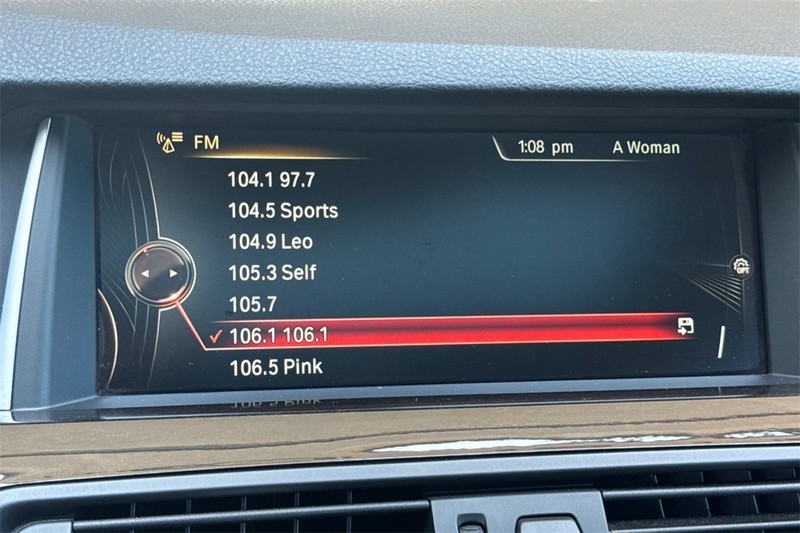 FM
1:08 pm A Woman
104.1 97.7
104.5 Sports
104.9 Leo
105.3 Self
105.7
106.1 106.1
106.5 Pink
OPT